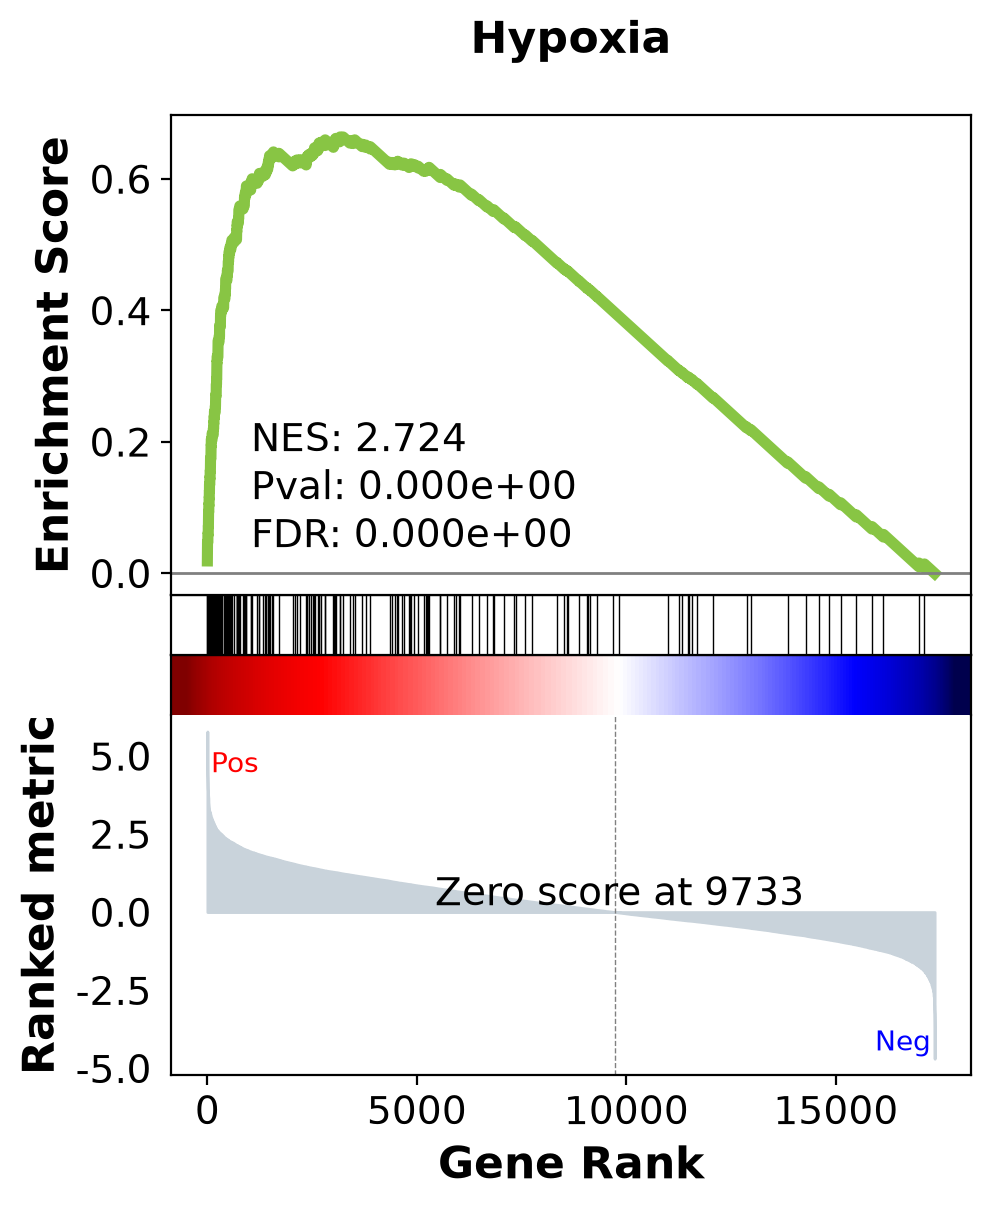 Hypoxia
Enrichment Score
0.6
0.4
0.2
0.0
NES: 2.724
Pval: 0.000e+00
FDR: 0.000e+00
Ranked metric
5.0
2.5
0.0
-2.5
-5.0
Pos
Zero score at 9733
Neg
0 5000 10000 15000
Gene Rank